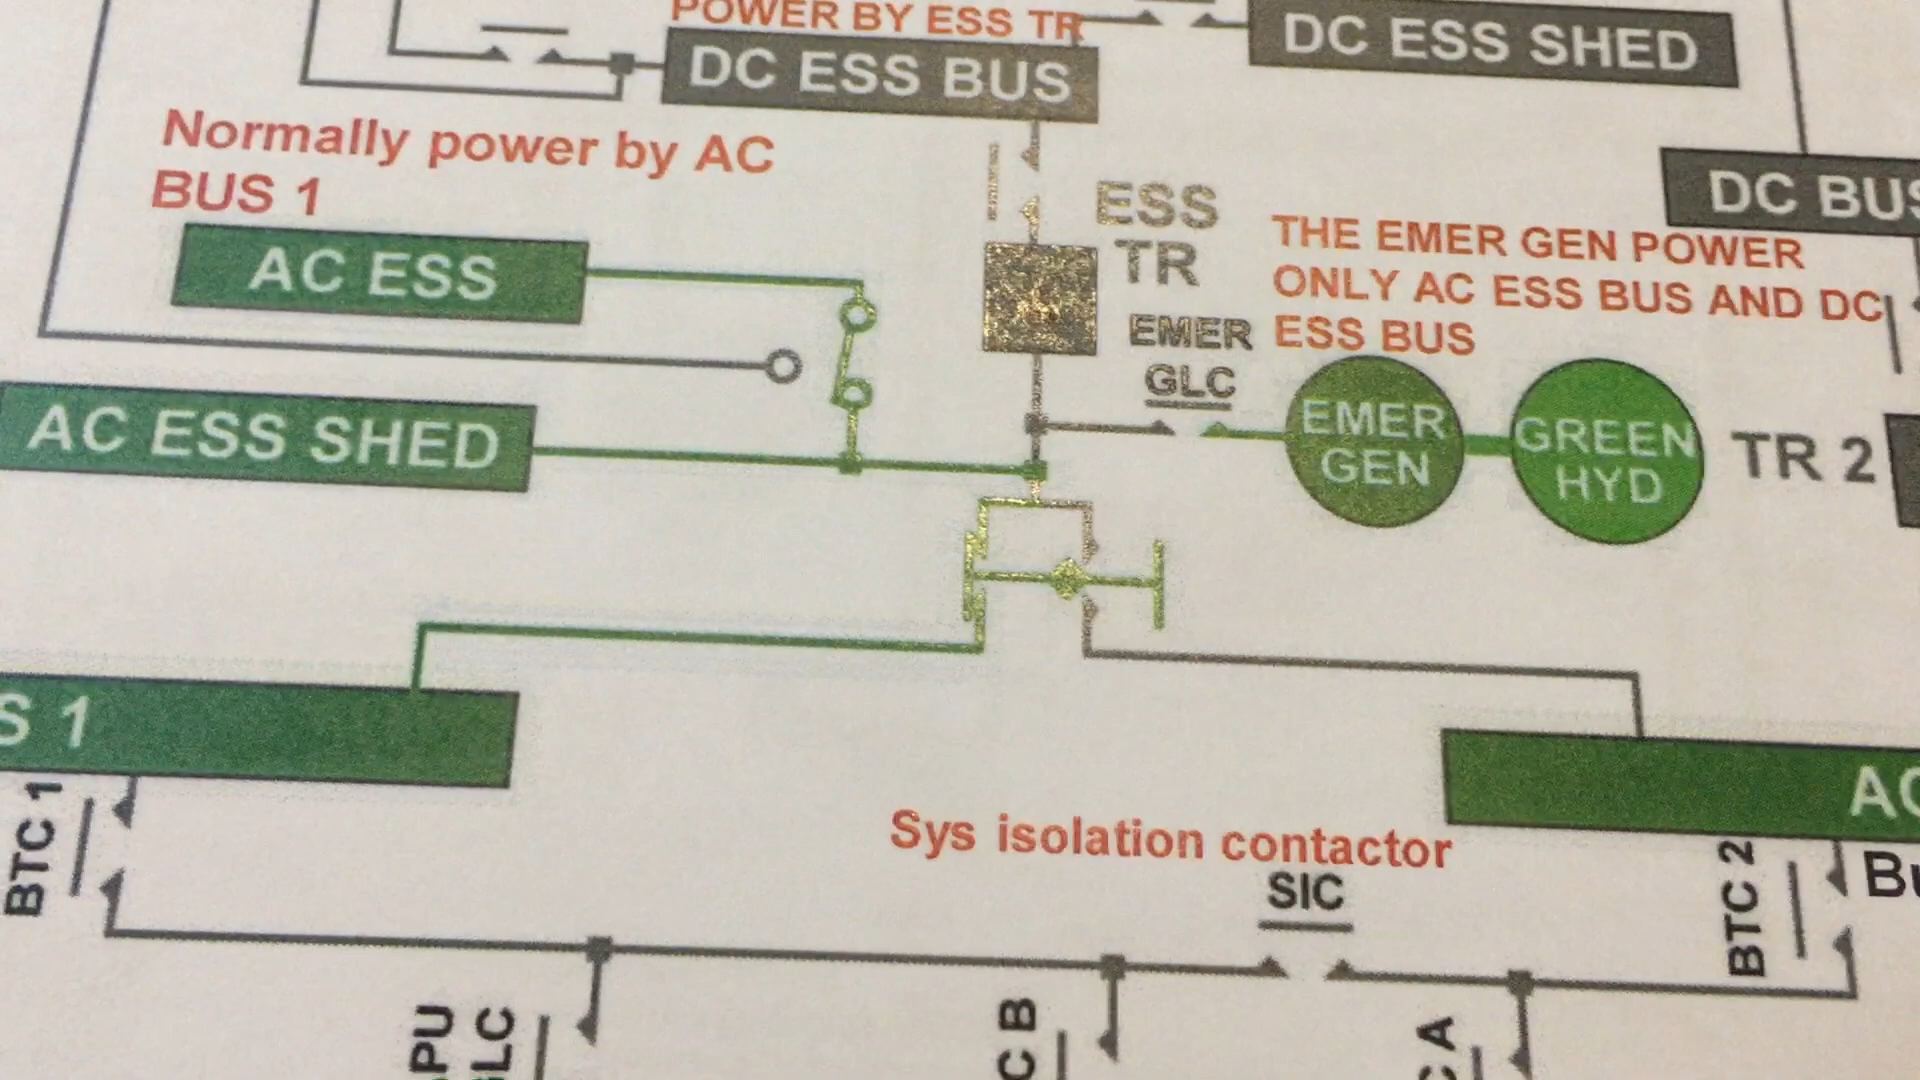 POWER BY ESS TR
DC ESS BUS
DC ESS SHED
Normally power by AC
BUS 1
AC ESS
ESS
TR
DC BUS
THE EMER GEN POWER
ONLY AC ESS BUS AND DC
ESS BUS
EMER
GLC
EMER
GEN
GREEN
HYD
TR 2
AC ESS SHED
S 1
AC
BTC 1
Sys isolation contactor
SIC
BTC 2
Bu
PU
LC
C B
C A